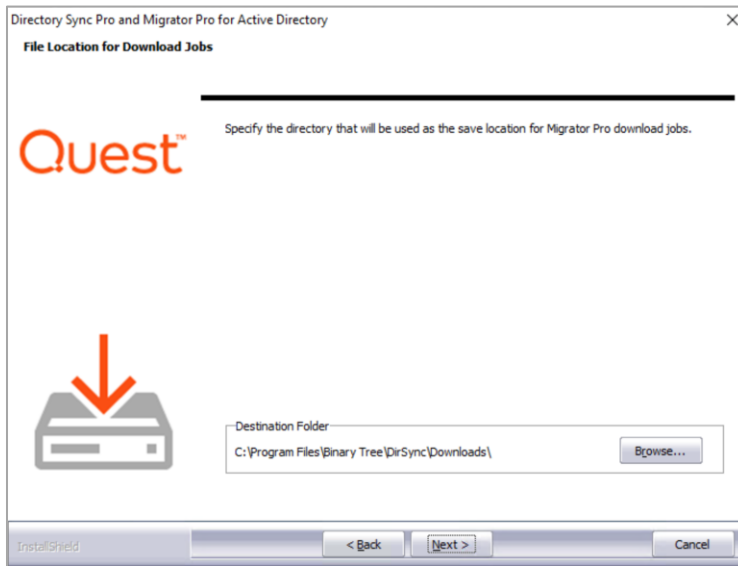 Directory Sync Pro and Migrator Pro for Active Directory
File Location for Download Jobs
Quest™
Specify the directory that will be used as the save location for Migrator Pro download jobs.
Destination Folder
C:\Program Files\Binary Tree\DirSync\Downloads\
Browse...
InstallShield
< Back
Next >
Cancel